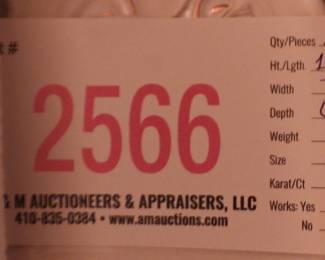 #
2566
& M AUCTIONEERS & APPRAISERS, LLC
410-835-0384 • www.amauctions.com
Qty/Pieces
Ht./Lgth. 1
Width
Depth
Weight
Size
Karat/Ct
Works: Yes
No